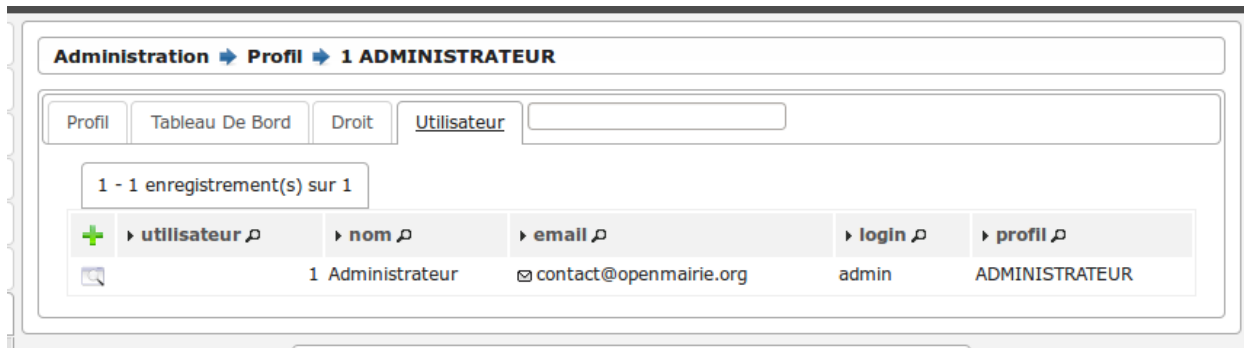 Administration Profil 1 ADMINISTRATEUR
Profil Tableau De Bord Droit Utilisateur
1 - 1 enregistrement(s) sur 1
utilisateur nom email login profil
1 Administrateur contact@openmairie.org admin ADMINISTRATEUR